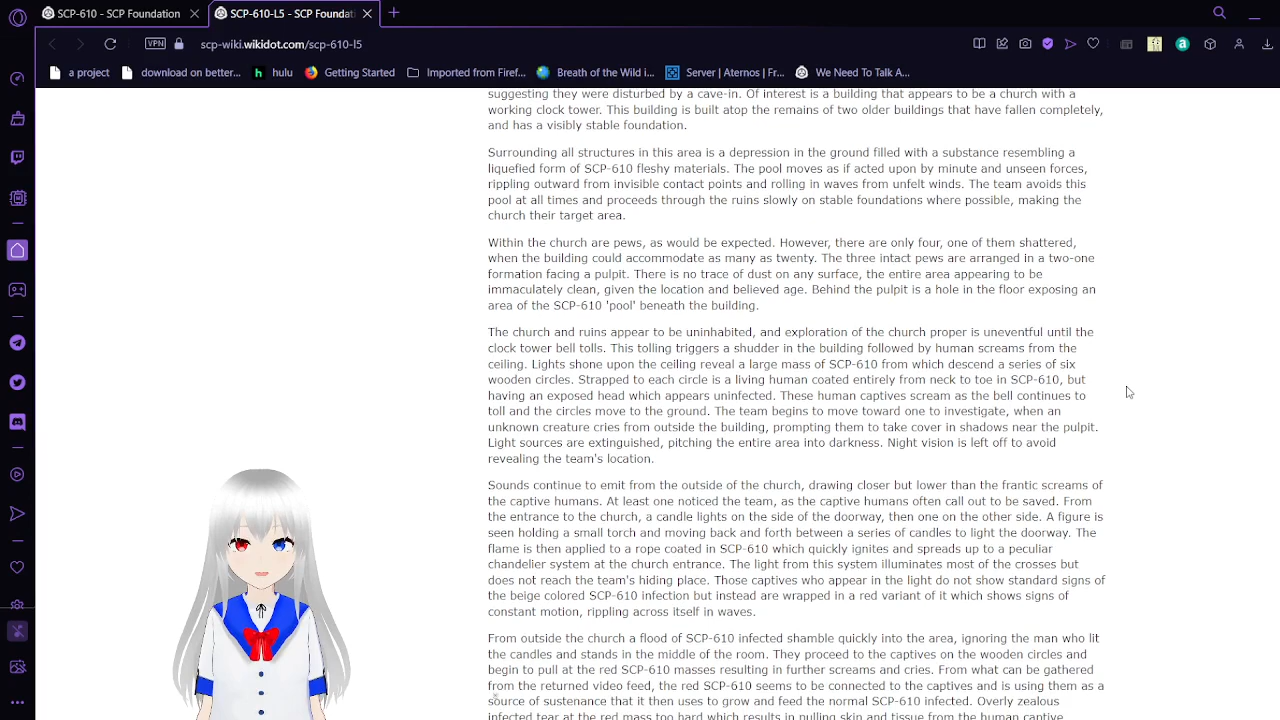 SCP-610 - SCP Foundation
SCP-610-L5 - SCP Foundati
VPN
scp-wiki.wikidot.com/scp-610-l5
a project
download on better...
hulu
Getting Started
Imported from Firef...
Breath of the Wild i...
Server | Aternos | Fr...
We Need To Talk A...
suggesting they were disturbed by a cave-in. Of interest is a building that appears to be a church with a
working clock tower. This building is built atop the remains of two older buildings that have fallen completely,
and has a visibly stable foundation.
Surrounding all structures in this area is a depression in the ground filled with a substance resembling a
liquefied form of SCP-610 fleshy materials. The pool moves as if acted upon by minute and unseen forces,
rippling outward from invisible contact points and rolling in waves from unfelt winds. The team avoids this
pool at all times and proceeds through the ruins slowly on stable foundations where possible, making the
church their target area.
Within the church are pews, as would be expected. However, there are only four, one of them shattered,
when the building could accommodate as many as twenty. The three intact pews are arranged in a two-one
formation facing a pulpit. There is no trace of dust on any surface, the entire area appearing to be
immaculately clean, given the location and believed age. Behind the pulpit is a hole in the floor exposing an
area of the SCP-610 'pool' beneath the building.
The church and ruins appear to be uninhabited, and exploration of the church proper is uneventful until the
clock tower bell tolls. This tolling triggers a shudder in the building followed by human screams from the
ceiling. Lights shone upon the ceiling reveal a large mass of SCP-610 from which descend a series of six
wooden circles. Strapped to each circle is a living human coated entirely from neck to toe in SCP-610, but
having an exposed head which appears uninfected. These human captives scream as the bell continues to
toll and the circles move to the ground. The team begins to move toward one to investigate, when an
unknown creature cries from outside the building, prompting them to take cover in shadows near the pulpit.
Light sources are extinguished, pitching the entire area into darkness. Night vision is left off to avoid
revealing the team's location.
Sounds continue to emit from the outside of the church, drawing closer but lower than the frantic screams of
the captive humans. At least one noticed the team, as the captive humans often call out to be saved. From
the entrance to the church, a candle lights on the side of the doorway, then one on the other side. A figure is
seen holding a small torch and moving back and forth between a series of candles to light the doorway. The
flame is then applied to a rope coated in SCP-610 which quickly ignites and spreads up to a peculiar
chandelier system at the church entrance. The light from this system illuminates most of the crosses but
does not reach the team's hiding place. Those captives who appear in the light do not show standard signs of
the beige colored SCP-610 infection but instead are wrapped in a red variant of it which shows signs of
constant motion, rippling across itself in waves.
From outside the church a flood of SCP-610 infected shamble quickly into the area, ignoring the man who lit
the candles and stands in the middle of the room. They proceed to the captives on the wooden circles and
begin to pull at the red SCP-610 masses resulting in further screams and cries. From what can be gathered
from the returned video feed, the red SCP-610 seems to be connected to the captives and is using them as a
source of sustenance that it then uses to grow and feed the normal SCP-610 infected. Overly zealous
infected tear at the red mass too hard which results in pulling skin and tissue from the human captive